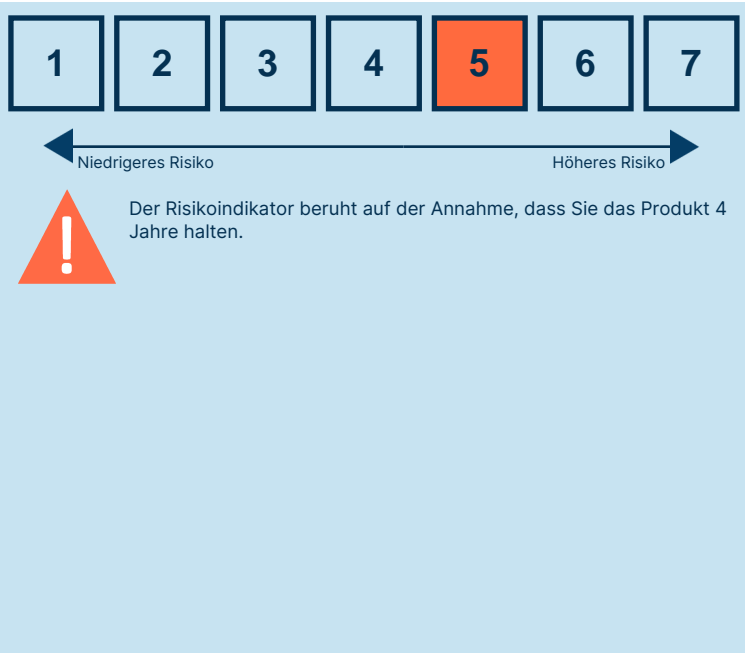 1 2 3 4 5 6 7
Niedrigeres Risiko Höheres Risiko
!
Der Risikoindikator beruht auf der Annahme, dass Sie das Produkt 4
Jahre halten.